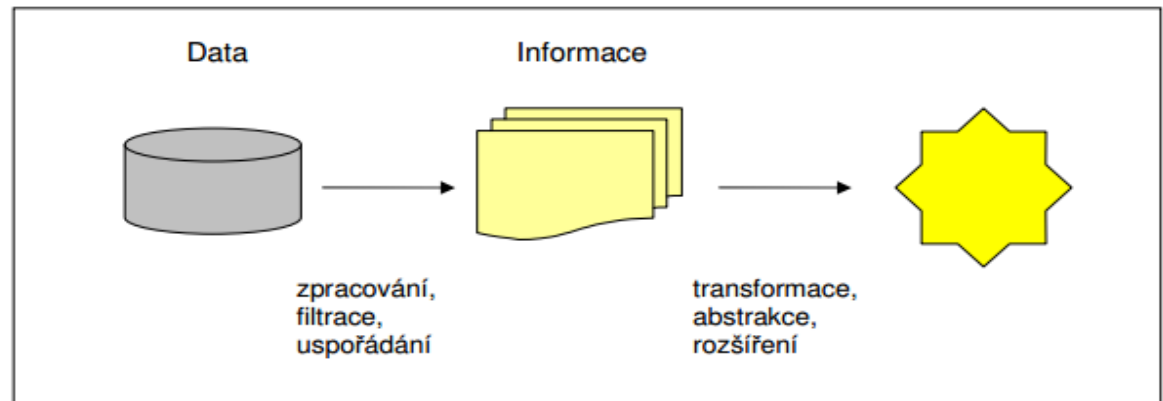 Data
Informace
zpracování,
filtrace,
uspořádání
transformace,
abstrakce,
rozšíření